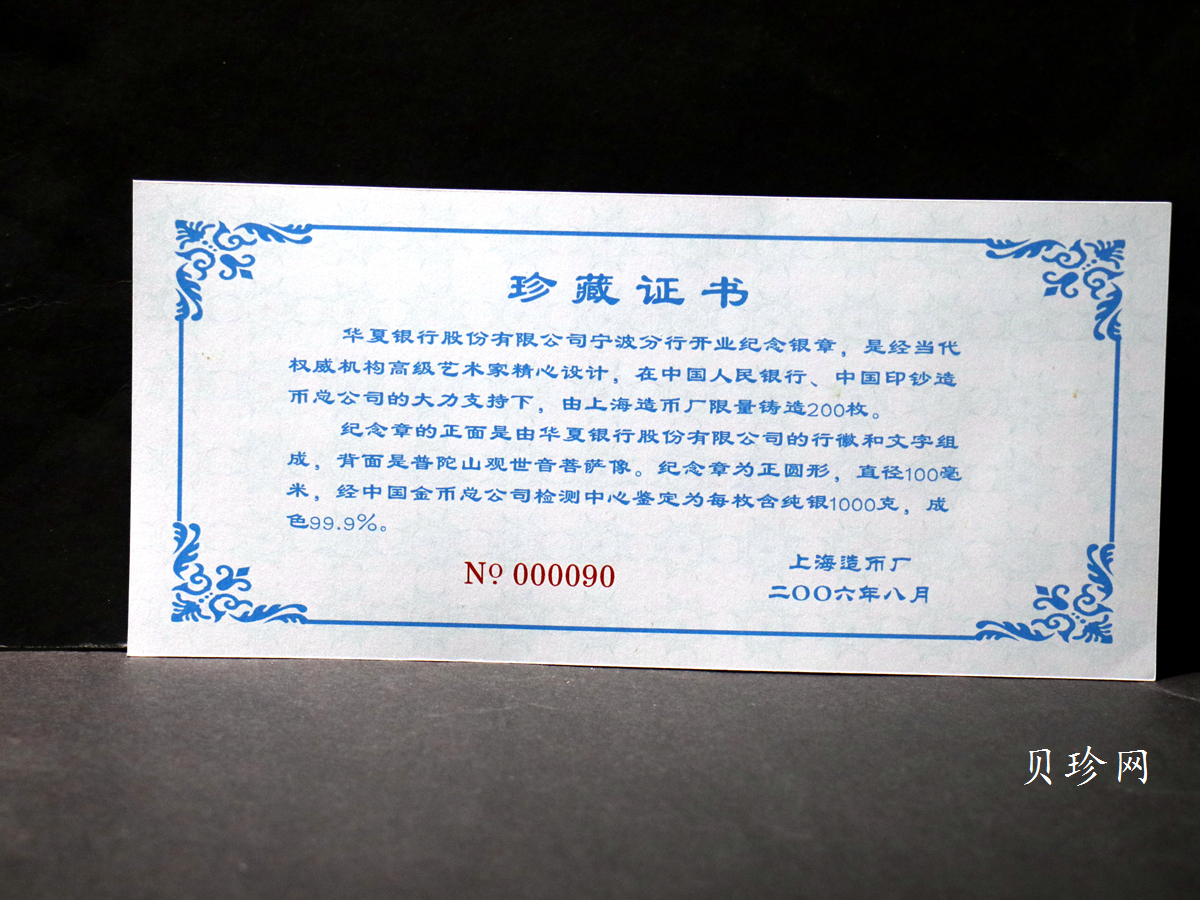 珍藏证书
华夏银行股份有限公司宁波分行开业纪念银章，是经当代
权威机构高级艺术家精心设计，在中国人民银行、中国印钞造
币总公司的大力支持下，由上海造币厂限量铸造200枚。
纪念章的正面是由华夏银行股份有限公司的行徽和文字组
成，背面是普陀山观世音菩萨像。纪念章为正圆形，直径100毫
米，经中国金币总公司检测中心鉴定为每枚含纯银1000克，成
色99.9%。
№ 000090
上海造币厂
二〇〇六年八月
贝珍网